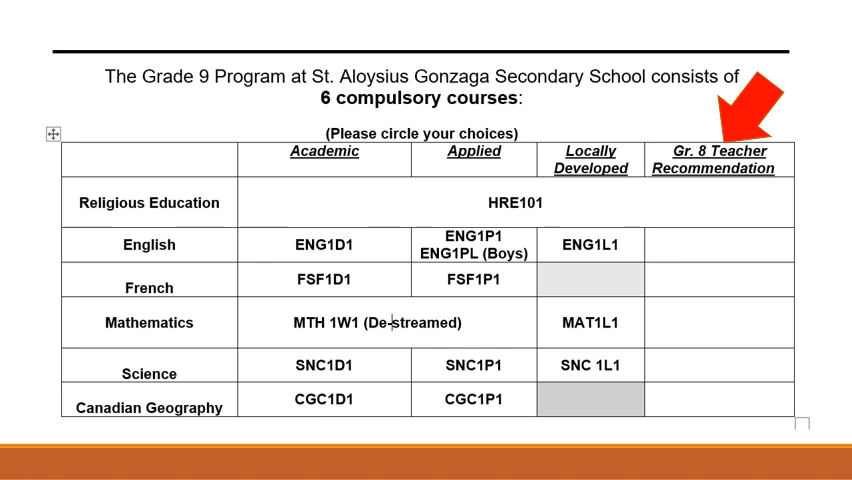 The Grade 9 Program at St. Aloysius Gonzaga Secondary School consists of
6 compulsory courses:
(Please circle your choices)
Academic Applied Locally Developed Gr. 8 Teacher Recommendation
Religious Education HRE101
English ENG1D1 ENG1P1 ENG1PL (Boys) ENG1L1
French FSF1D1 FSF1P1
Mathematics MTH 1W1 (De-streamed) MAT1L1
Science SNC1D1 SNC1P1 SNC 1L1
Canadian Geography CGC1D1 CGC1P1